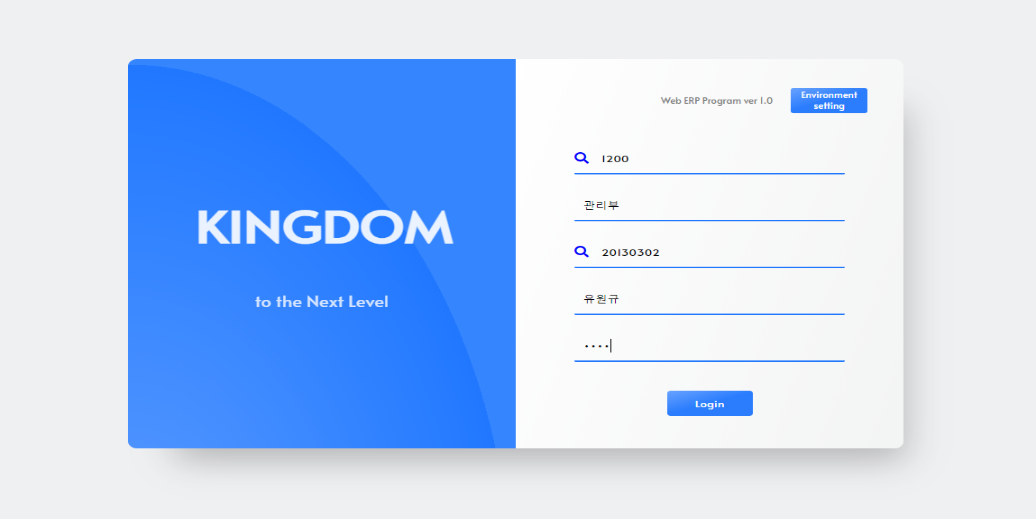 KINGDOM
to the Next Level
Web ERP Program ver 1.0
Environment
setting
1200
관리부
20130302
유원규
····
Login